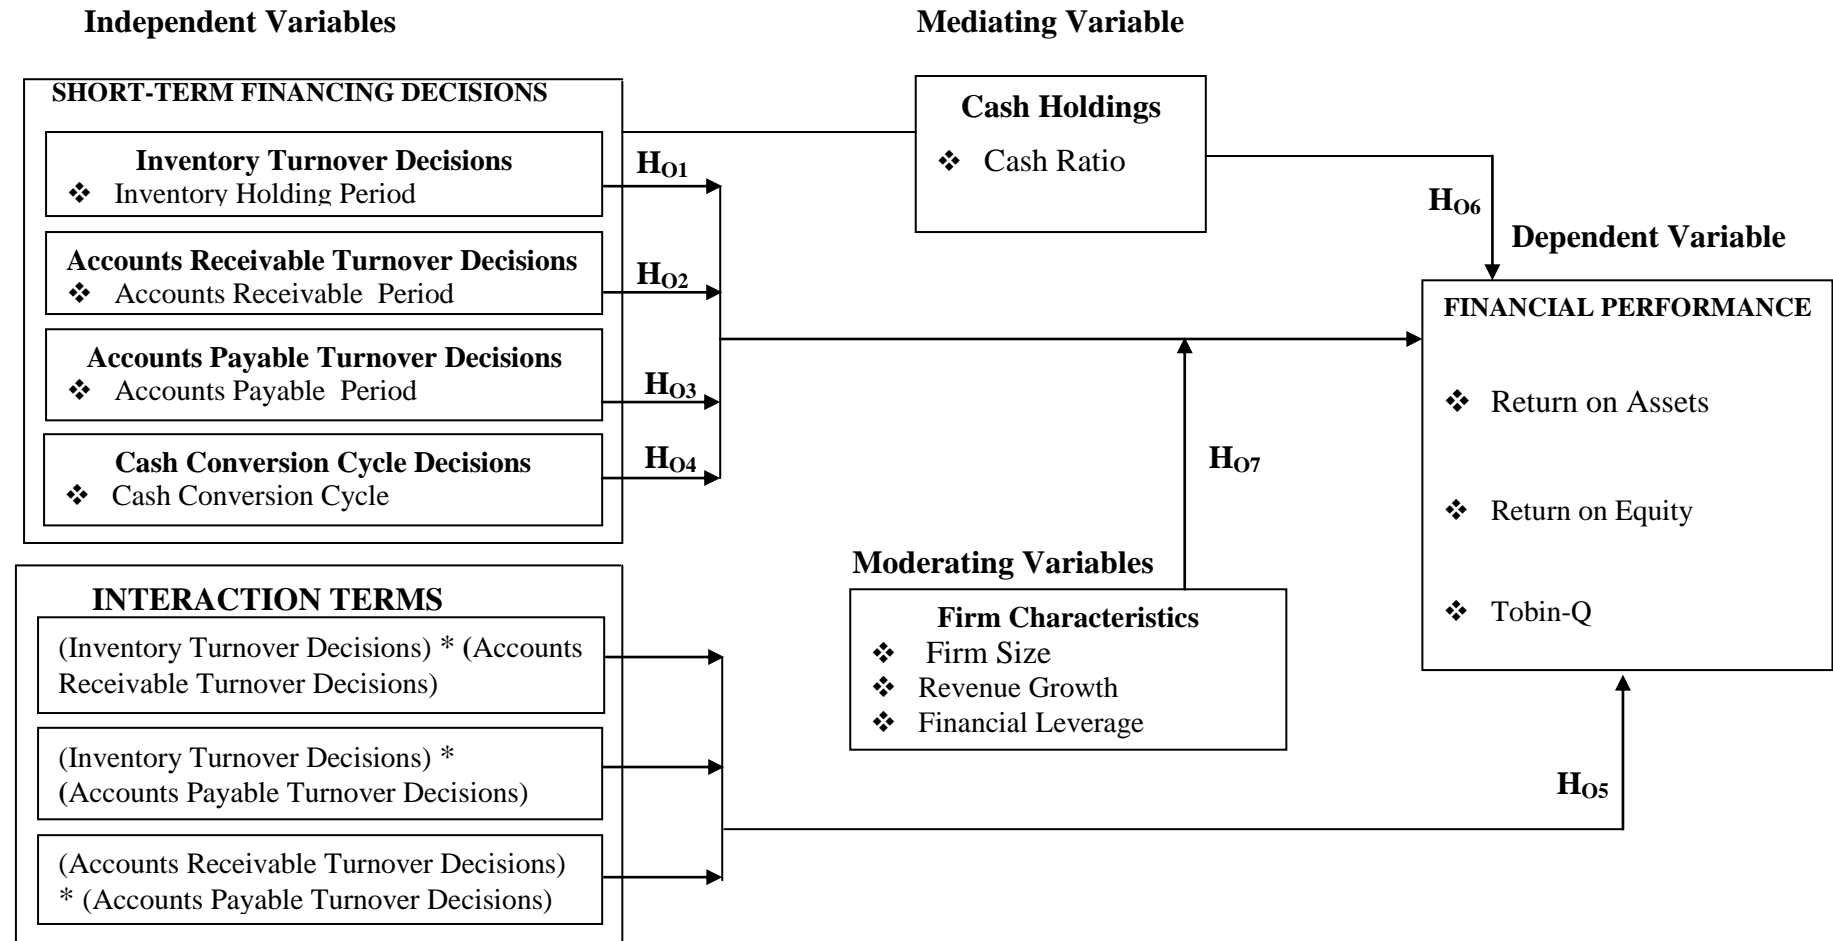 Independent Variables
Mediating Variable
SHORT-TERM FINANCING DECISIONS
Inventory Turnover Decisions
❖ Inventory Holding Period
Accounts Receivable Turnover Decisions
❖ Accounts Receivable Period
Accounts Payable Turnover Decisions
❖ Accounts Payable Period
Cash Conversion Cycle Decisions
❖ Cash Conversion Cycle
HO1
HO2
HO3
HO4
Cash Holdings
❖ Cash Ratio
HO6
Dependent Variable
FINANCIAL PERFORMANCE
❖ Return on Assets
❖ Return on Equity
❖ Tobin-Q
HO7
Moderating Variables
Firm Characteristics
❖ Firm Size
❖ Revenue Growth
❖ Financial Leverage
INTERACTION TERMS
(Inventory Turnover Decisions) * (Accounts
Receivable Turnover Decisions)
(Inventory Turnover Decisions) *
(Accounts Payable Turnover Decisions)
(Accounts Receivable Turnover Decisions)
* (Accounts Payable Turnover Decisions)
HO5